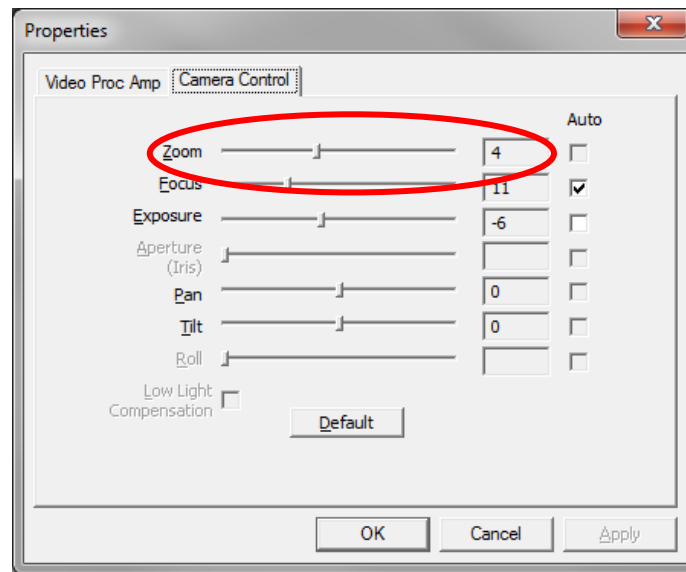 Properties
Video Proc Amp Camera Control
Auto
Zoom 4
Focus 11
Exposure -6
Aperture
(Iris)
Pan 0
Tilt 0
Roll
Low Light
Compensation
Default
OK Cancel Apply